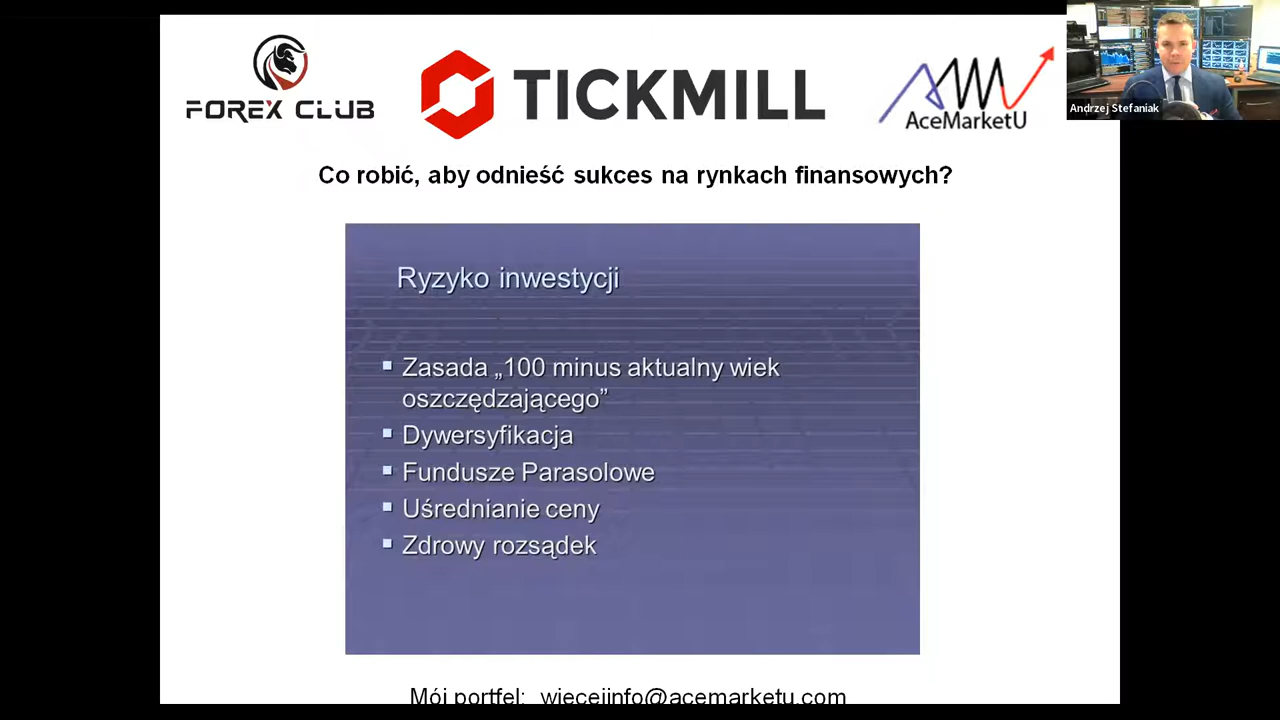 FOREX CLUB
TICKMILL
AceMarketU
Andrzej Stefaniak
Co robić, aby odnieść sukces na rynkach finansowych?
Ryzyko inwestycji
Zasada „100 minus aktualny wiek
oszczędzającego”
Dywersyfikacja
Fundusze Parasolowe
Uśrednianie ceny
Zdrowy rozsądek
Mój portfel: wiecejinfo@acemarketu.com